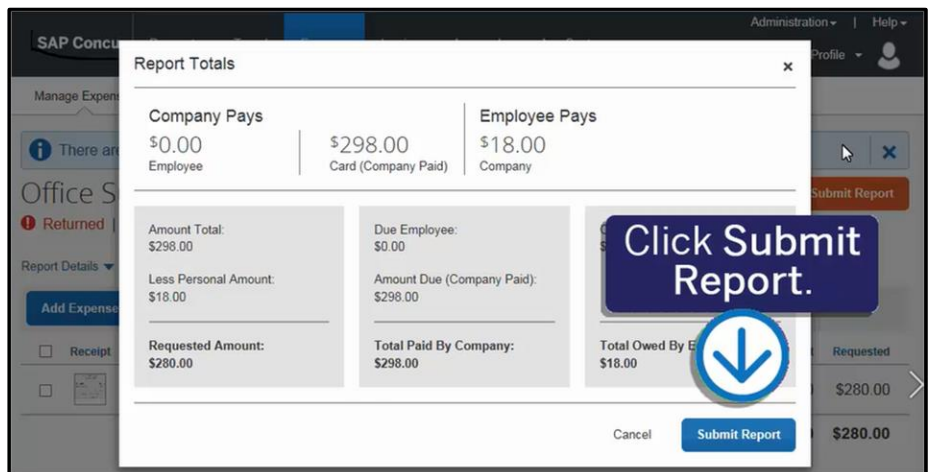 Administration | Help
SAP Concu
Profile
Manage Expen
There are
Office S
Submit Report
Returned |
Report Details
Add Expense
Receipt
Requested
$280.00
$280.00
Report Totals
×
Company Pays
Employee Pays
$0.00
$298.00
$18.00
Employee
Card (Company Paid)
Company
Amount Total:
$298.00
Less Personal Amount:
$18.00
Requested Amount:
$280.00
Due Employee:
$0.00
Amount Due (Company Paid):
$298.00
Total Paid By Company:
$298.00
Total Owed By E
$18.00
Click Submit
Report.
Cancel
Submit Report